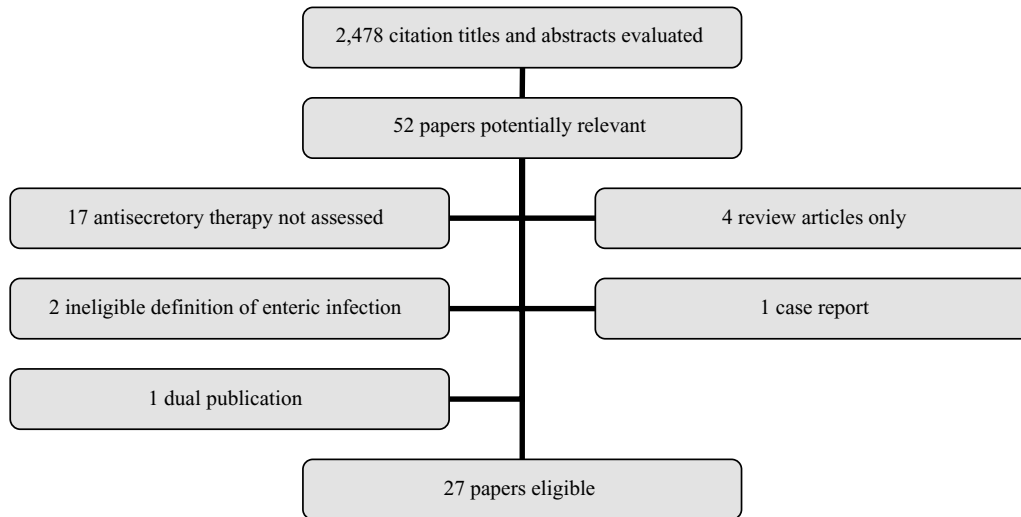 2,478 citation titles and abstracts evaluated
52 papers potentially relevant
17 antisecretory therapy not assessed
4 review articles only
2 ineligible definition of enteric infection
1 case report
1 dual publication
27 papers eligible